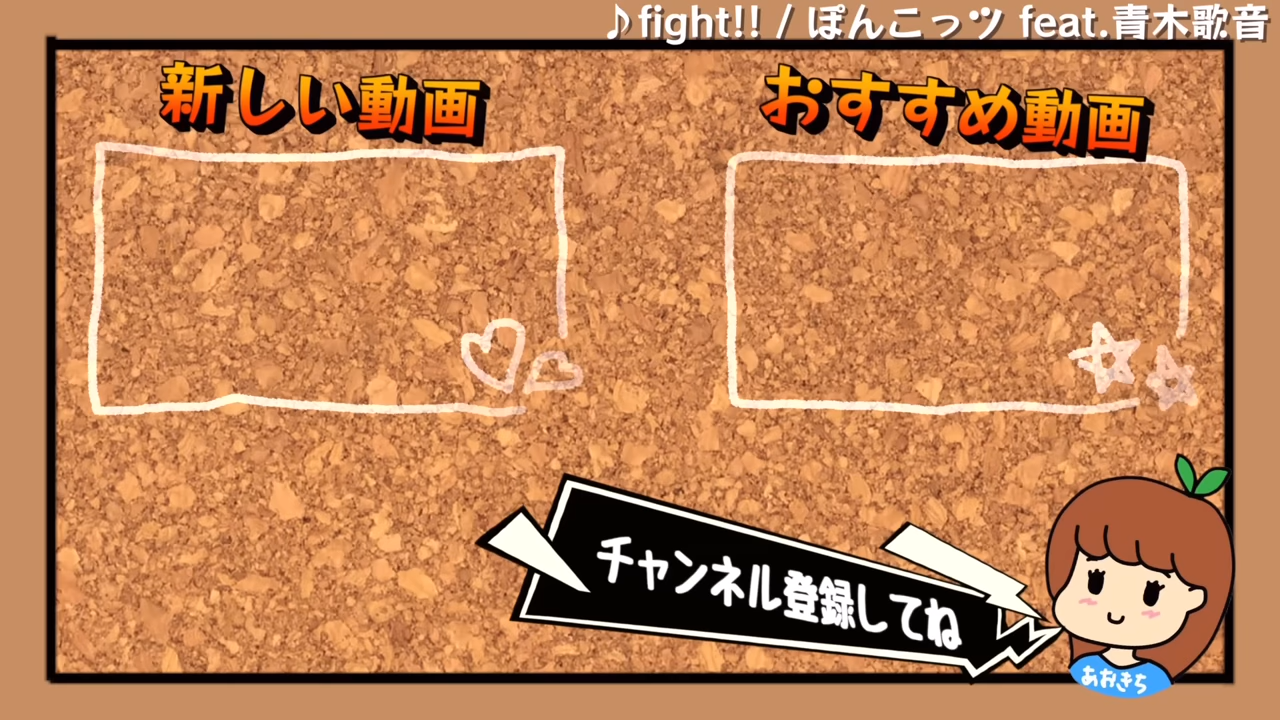 ♪fight!! / ぽんこっツ feat.青木歌音
新しい動画
おすすめ動画
チャンネル登録してね
あおきち